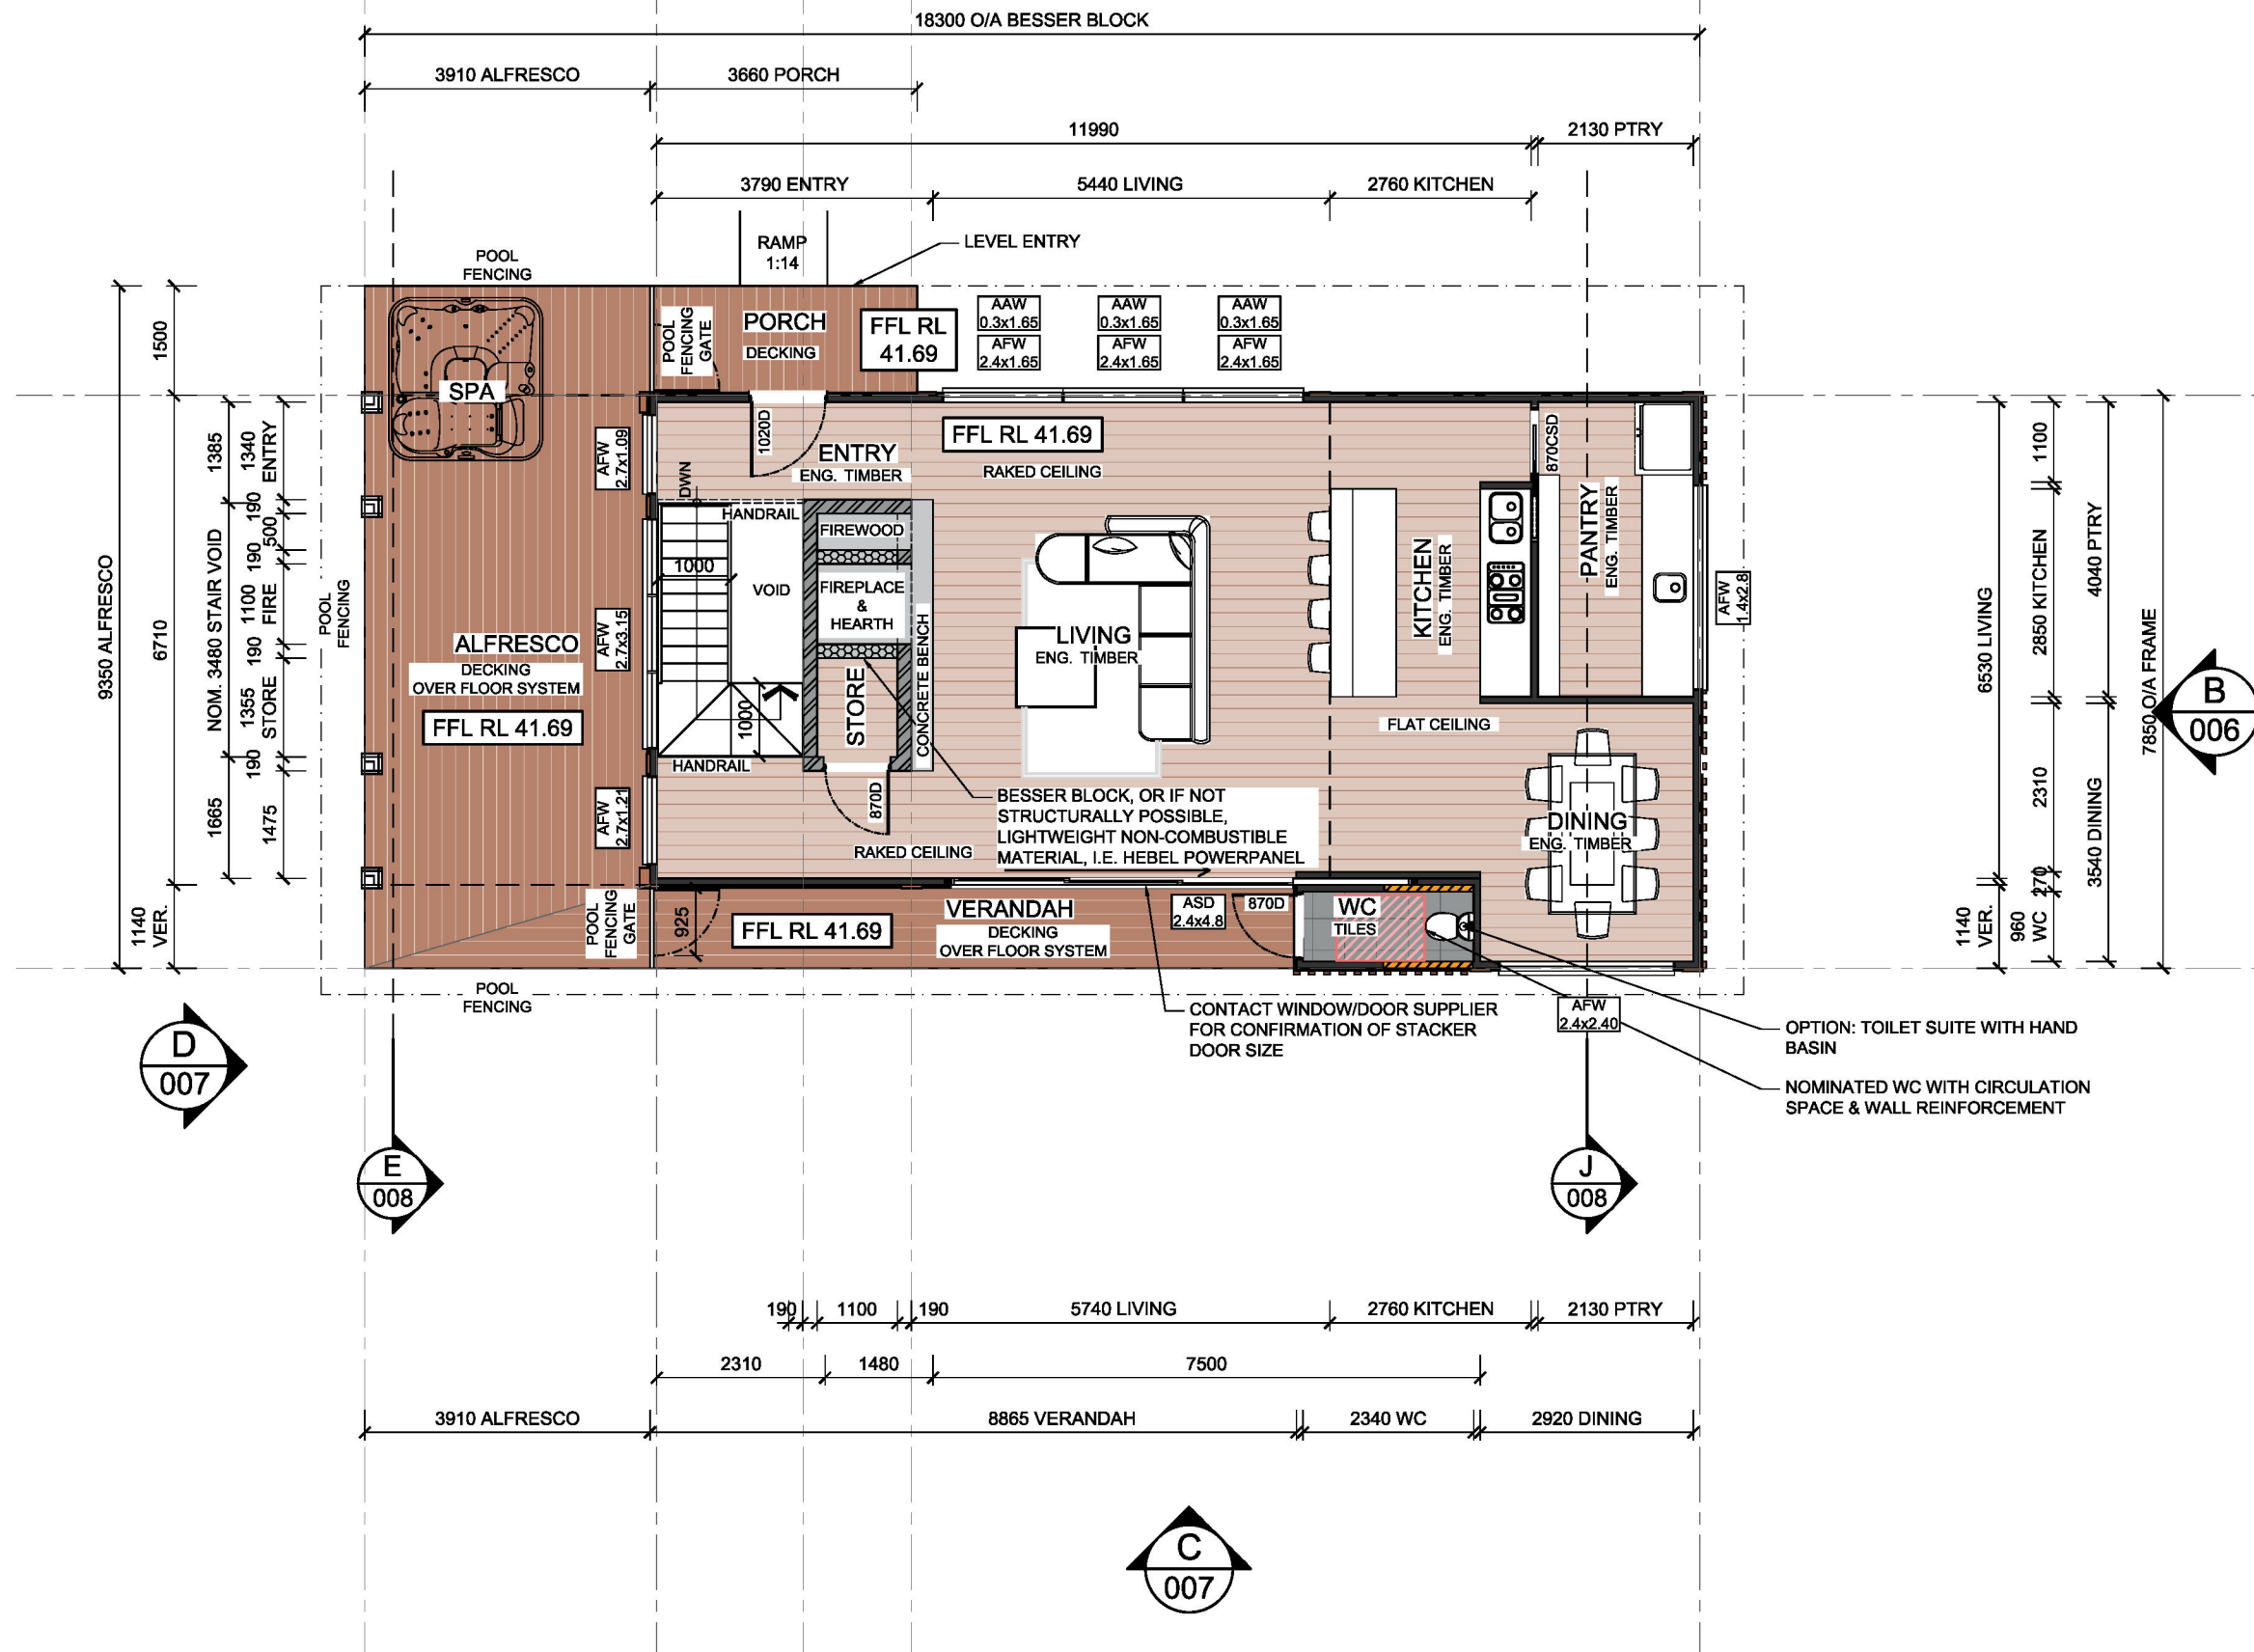 18300 O/A BESSER BLOCK
3910 ALFRESCO
3660 PORCH
11990
2130 PTRY
3790 ENTRY
5440 LIVING
2760 KITCHEN
RAMP
1:14
LEVEL ENTRY
POOL
FENCING
POOL
FENCING
GATE
PORCH
DECKING
FFL RL
41.69
AAW
0.3x1.65
AFW
2.4x1.65
AAW
0.3x1.65
AFW
2.4x1.65
AAW
0.3x1.65
AFW
2.4x1.65
SPA
9350 ALFRESCO
1500
6710
1140
VER.
1385
NOM. 3480 STAIR VOID
1665
1340
ENTRY
190
500
190
1100
FIRE
190
1355
STORE
190
1475
POOL
FENCING
AFW
2.7x1.09
AFW
2.7x3.15
AFW
2.7x1.21
1020D
ENTRY
ENG. TIMBER
FFL RL 41.69
RAKED CEILING
DWN
HANDRAIL
1000
VOID
1000
HANDRAIL
FIREWOOD
FIREPLACE
&
HEARTH
STORE
CONCRETE BENCH
870D
LIVING
ENG. TIMBER
KITCHEN
ENG. TIMBER
870CSD
PANTRY
ENG. TIMBER
AFW
1.4x2.8
FLAT CEILING
ALFRESCO
DECKING
OVER FLOOR SYSTEM
FFL RL 41.69
BESSER BLOCK, OR IF NOT
STRUCTURALLY POSSIBLE,
LIGHTWEIGHT NON-COMBUSTIBLE
MATERIAL, I.E. HEBEL POWERPANEL
RAKED CEILING
DINING
ENG. TIMBER
6530 LIVING
1140
VER.
1100
2850 KITCHEN
2310
270
960
WC
4040 PTRY
3540 DINING
7850 O/A FRAME
B
006
POOL
FENCING
GATE
925
FFL RL 41.69
VERANDAH
DECKING
OVER FLOOR SYSTEM
ASD
2.4x4.8
870D
WC
TILES
POOL
FENCING
CONTACT WINDOW/DOOR SUPPLIER
FOR CONFIRMATION OF STACKER
DOOR SIZE
AFW
2.4x2.40
OPTION: TOILET SUITE WITH HAND
BASIN
NOMINATED WC WITH CIRCULATION
SPACE & WALL REINFORCEMENT
D
007
E
008
J
008
190
1100
190
5740 LIVING
2760 KITCHEN
2130 PTRY
2310
1480
7500
3910 ALFRESCO
8865 VERANDAH
2340 WC
2920 DINING
C
007